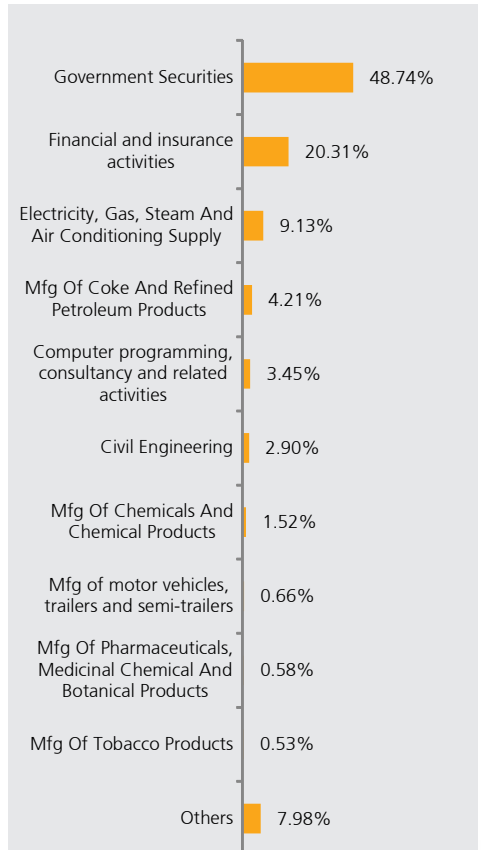 Government Securities 48.74%
Financial and insurance
activities 20.31%
Electricity, Gas, Steam And
Air Conditioning Supply 9.13%
Mfg Of Coke And Refined
Petroleum Products 4.21%
Computer programming,
consultancy and related
activities 3.45%
Civil Engineering 2.90%
Mfg Of Chemicals And
Chemical Products 1.52%
Mfg of motor vehicles,
trailers and semi-trailers 0.66%
Mfg Of Pharmaceuticals,
Medicinal Chemical And
Botanical Products 0.58%
Mfg Of Tobacco Products 0.53%
Others 7.98%